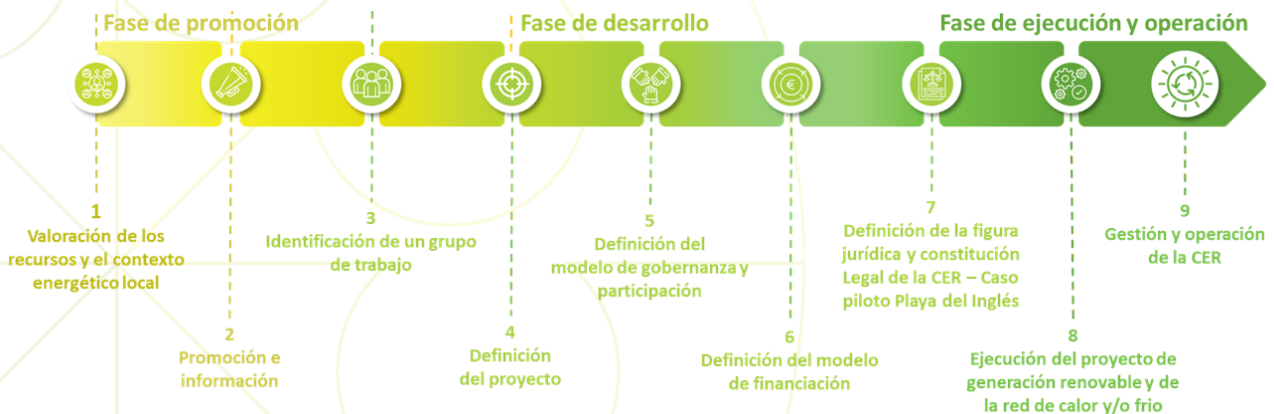 Fase de promoción
Fase de desarrollo
Fase de ejecución y operación
€
1
Valoración de los
recursos y el contexto
energético local
2
Promoción e
información
3
Identificación de un grupo
de trabajo
4
Definición
del proyecto
5
Definición del
modelo de gobernanza y
participación
6
Definición del modelo
de financiación
7
Definición de la figura
jurídica y constitución
Legal de la CER – Caso
piloto Playa del Inglés
8
Ejecución del proyecto de
generación renovable y de
la red de calor y/o frio
9
Gestión y operación
de la CER